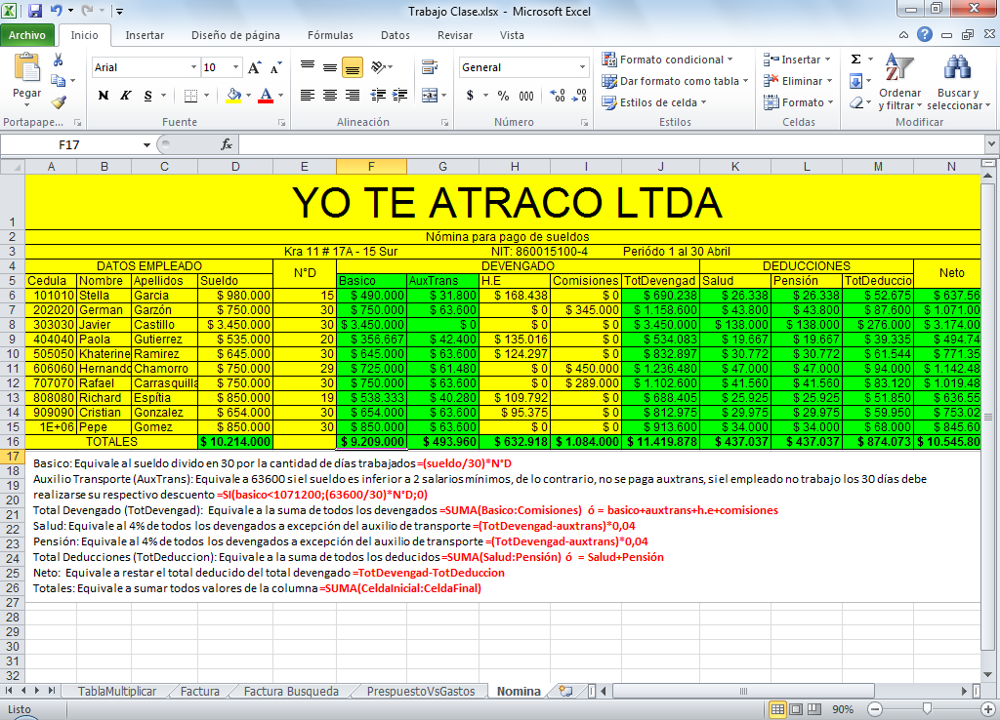 Trabajo Clase.xlsx - Microsoft Excel
Archivo Inicio Insertar Diseño de página Fórmulas Datos Revisar Vista
Arial 10 General Formato condicional Insertar Σ
Pegar N K S $ % 000 Dar formato como tabla Eliminar Ordenar y filtrar Buscar y seleccionar
Estilos de celda Formato
Portapape... Fuente Alineación Número Estilos Celdas Modificar
F17 fx
A B C D E F G H I J K L M N
1 YO TE ATRACO LTDA
2 Nómina para pago de sueldos
3 Kra 11 # 17A - 15 Sur NIT: 860015100-4 Periódo 1 al 30 Abril
4 DATOS EMPLEADO N°D DEVENGADO DEDUCCIONES Neto
5 Cedula Nombre Apellidos Sueldo Basico AuxTrans H.E Comisiones TotDevengad Salud Pensión TotDeduccio
6 101010 Stella Garcia $ 980.000 15 $ 490.000 $ 31.800 $ 168.438 $ 0 $ 690.238 $ 26.338 $ 26.338 $ 52.675 $ 637.56
7 202020 German Garzón $ 750.000 30 $ 750.000 $ 63.600 $ 0 $ 345.000 $ 1.158.600 $ 43.800 $ 43.800 $ 87.600 $ 1.071.00
8 303030 Javier Castillo $ 3.450.000 30 $ 3.450.000 $ 0 $ 0 $ 0 $ 3.450.000 $ 138.000 $ 138.000 $ 276.000 $ 3.174.00
9 404040 Paola Gutierrez $ 535.000 20 $ 356.667 $ 42.400 $ 135.016 $ 0 $ 534.083 $ 19.667 $ 19.667 $ 39.335 $ 494.74
10 505050 Khaterine Ramirez $ 645.000 30 $ 645.000 $ 63.600 $ 124.297 $ 0 $ 832.897 $ 30.772 $ 30.772 $ 61.544 $ 771.35
11 606060 Hernando Chamorro $ 750.000 29 $ 725.000 $ 61.480 $ 0 $ 450.000 $ 1.236.480 $ 47.000 $ 47.000 $ 94.000 $ 1.142.48
12 707070 Rafael Carrasquilla $ 750.000 30 $ 750.000 $ 63.600 $ 0 $ 289.000 $ 1.102.600 $ 41.560 $ 41.560 $ 83.120 $ 1.019.48
13 808080 Richard Espítia $ 850.000 19 $ 538.333 $ 40.280 $ 109.792 $ 0 $ 688.405 $ 25.925 $ 25.925 $ 51.850 $ 636.55
14 909090 Cristian Gonzalez $ 654.000 30 $ 654.000 $ 63.600 $ 95.375 $ 0 $ 812.975 $ 29.975 $ 29.975 $ 59.950 $ 753.02
15 1E+06 Pepe Gomez $ 850.000 30 $ 850.000 $ 63.600 $ 0 $ 0 $ 913.600 $ 34.000 $ 34.000 $ 68.000 $ 845.60
16 TOTALES $ 10.214.000 $ 9.209.000 $ 493.960 $ 632.918 $ 1.084.000 $ 11.419.878 $ 437.037 $ 437.037 $ 874.073 $ 10.545.80
17 Basico: Equivale al sueldo divido en 30 por la cantidad de días trabajados =(sueldo/30)*N°D
18 Auxilio Transporte (AuxTrans): Equivale a 63600 si el sueldo es inferior a 2 salarios mínimos, de lo contrario, no se paga auxtrans, si el empleado no trabajo los 30 días debe
19
20 realizarse su respectivo descuento =SI(basico<1071200;(63600/30)*N°D;0)
21 Total Devengado (TotDevengad): Equivale a la suma de todos los devengados =SUMA(Basico:Comisiones) ó = basico+auxtrans+h.e+comisiones
22 Salud: Equivale al 4% de todos los devengados a excepción del auxilio de transporte =(TotDevengad-auxtrans)*0,04
23 Pensión: Equivale al 4% de todos los devengados a excepción del auxilio de transporte =(TotDevengad-auxtrans)*0,04
24 Total Deducciones (TotDeduccion): Equivale a la suma de todos los deducidos =SUMA(Salud:Pensión) ó = Salud+Pensión
25 Neto: Equivale a restar el total deducido del total devengado =TotDevengad-TotDeduccion
26 Totales: Equivale a sumar todos valores de la columna =SUMA(CeldaInicial:CeldaFinal)
27
28
29
30
31
32
TablaMultiplicar Factura Factura Busqueda PrespuestoVsGastos Nomina
Listo 90%